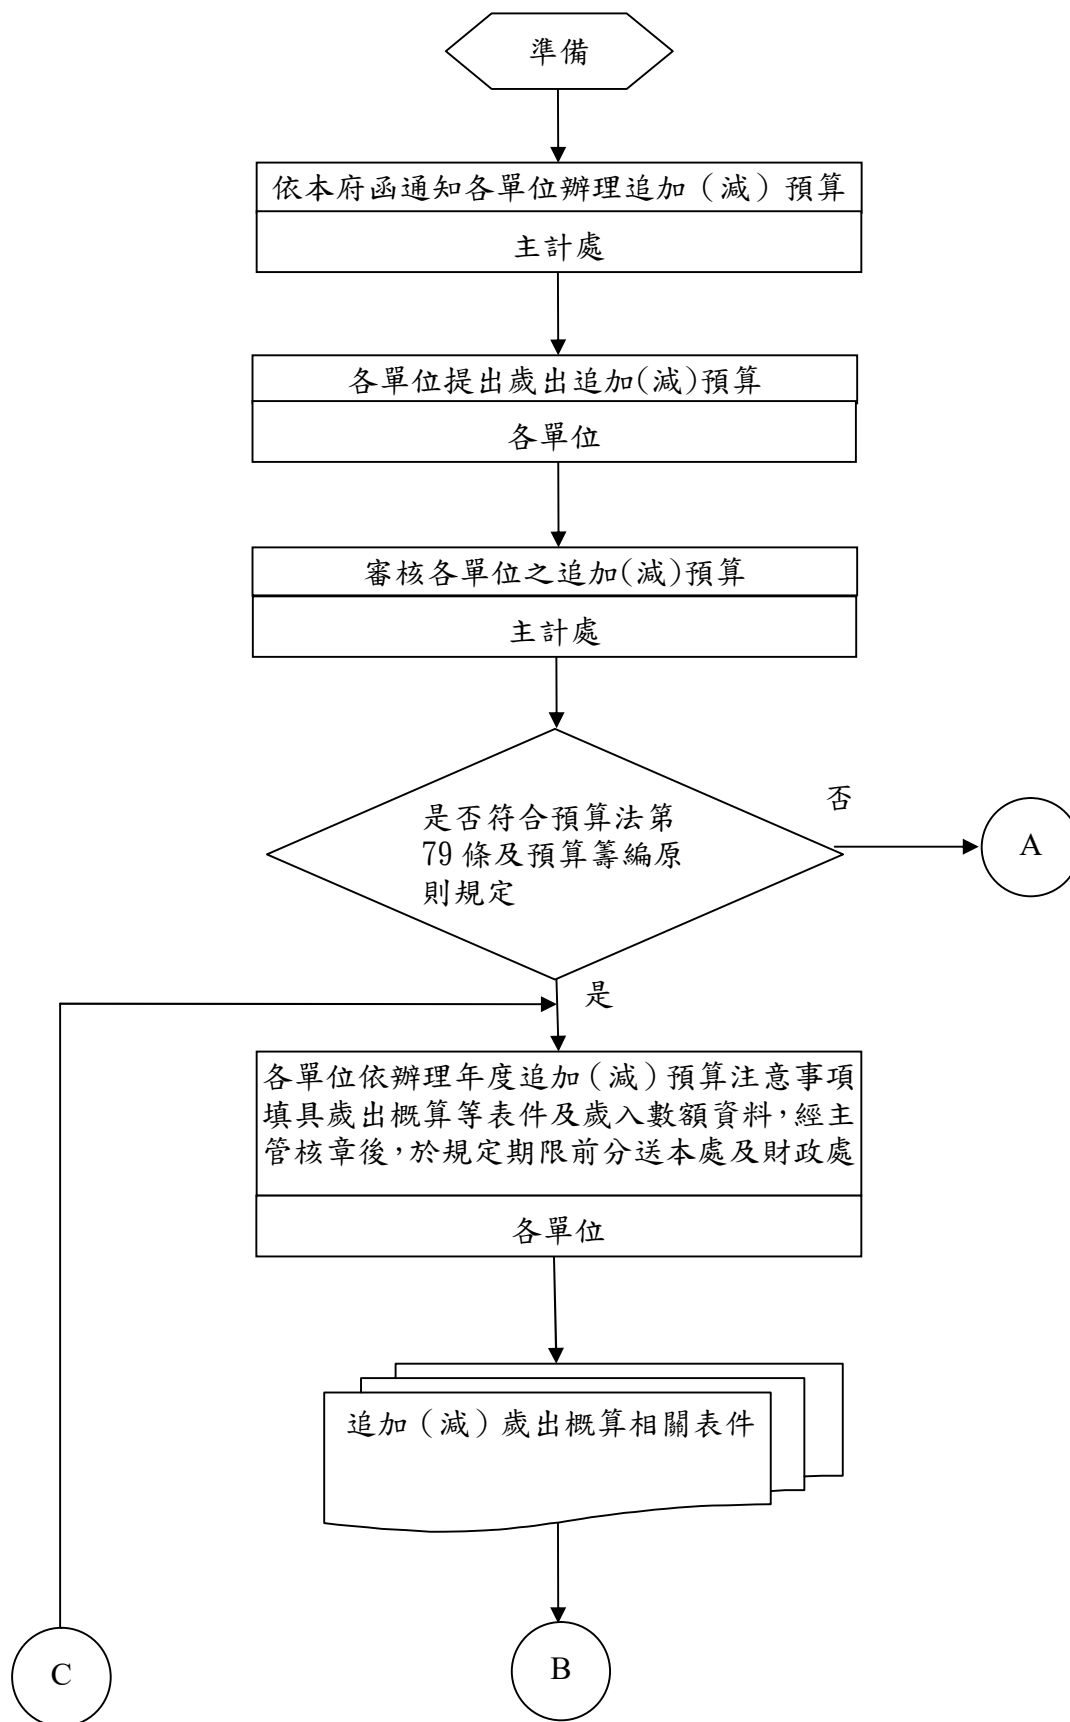 準備
依本府函通知各單位辦理追加（減）預算
主計處
各單位提出歲出追加(減)預算
各單位
審核各單位之追加(減)預算
主計處
是否符合預算法第
79 條及預算籌編原
則規定
否
A
是
各單位依辦理年度追加（減）預算注意事項
填具歲出概算等表件及歲入數額資料，經主
管核章後，於規定期限前分送本處及財政處
各單位
追加（減）歲出概算相關表件
C
B